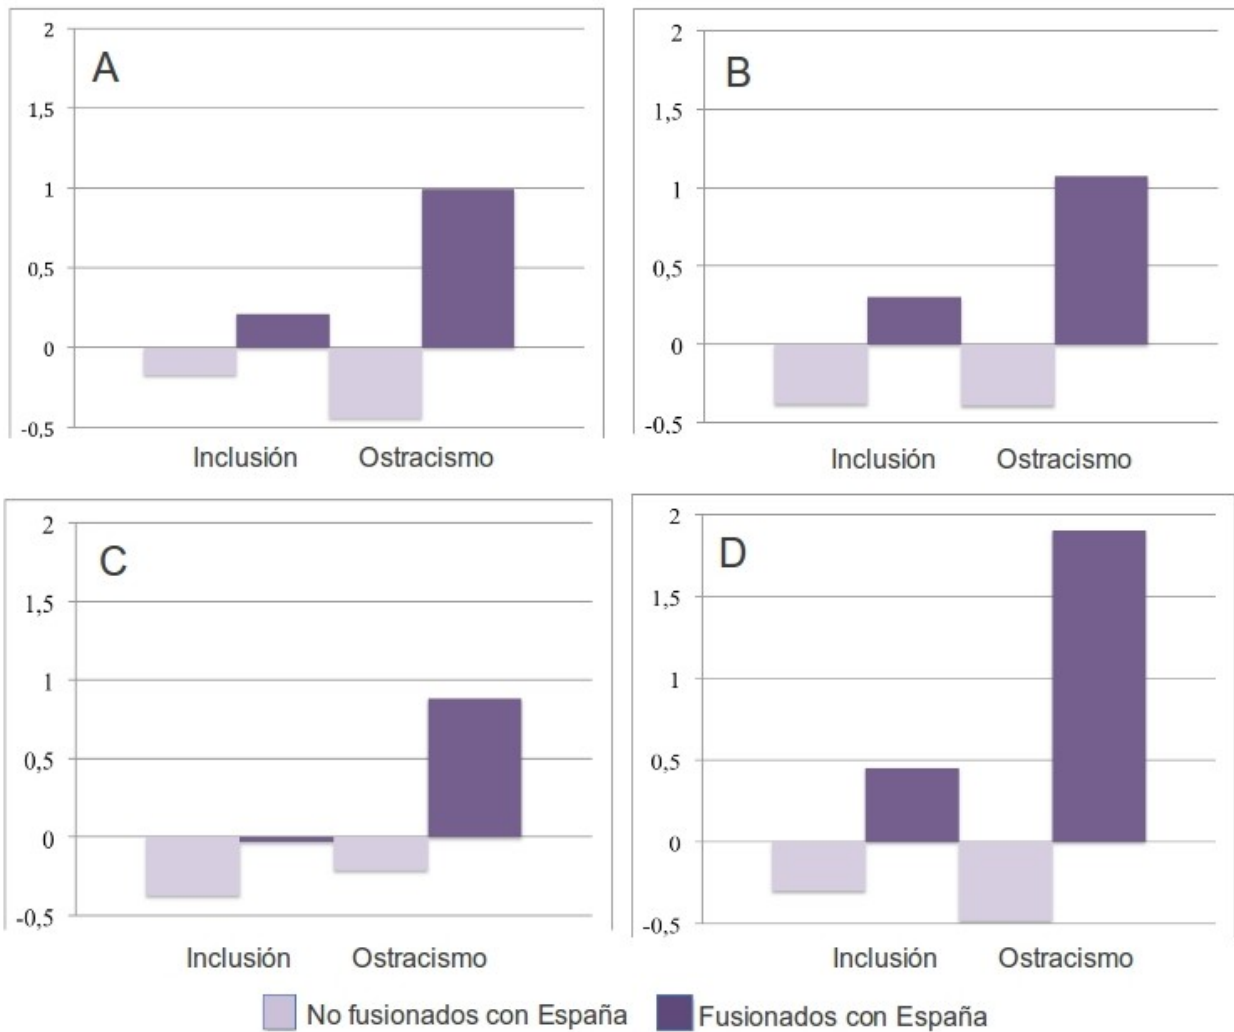 A
2
1,5
1
0,5
0
-0,5
Inclusión Ostracismo
B
2
1,5
1
0,5
0
-0.5
Inclusión Ostracismo
C
2
1,5
1
0,5
0
-0,5
Inclusión Ostracismo
D
2
1,5
1
0,5
0
-0,5
Inclusión Ostracismo
No fusionados con España Fusionados con España